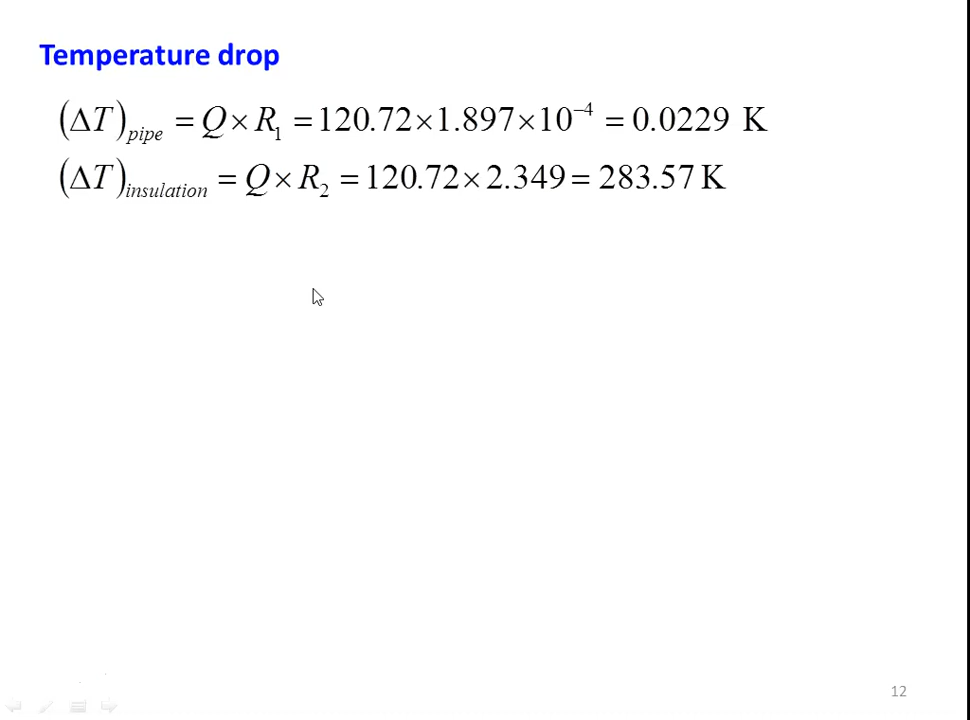 Temperature drop
(ΔT)pipe = Q × R₁ = 120.72×1.897×10⁻⁴ = 0.0229 K
(ΔT)insulation = Q × R₂ = 120.72×2.349 = 283.57 K
12